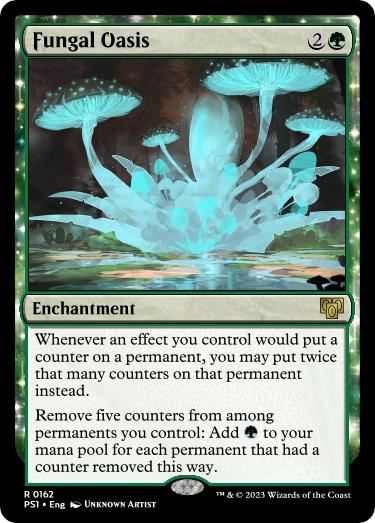 Fungal Oasis 2
Enchantment
Whenever an effect you control would put a
counter on a permanent, you may put twice
that many counters on that permanent
instead.
Remove five counters from among
permanents you control: Add to your
mana pool for each permanent that had a
counter removed this way.
R 0162
PS1 • Eng Unknown Artist
™ & © 2023 Wizards of the Coast